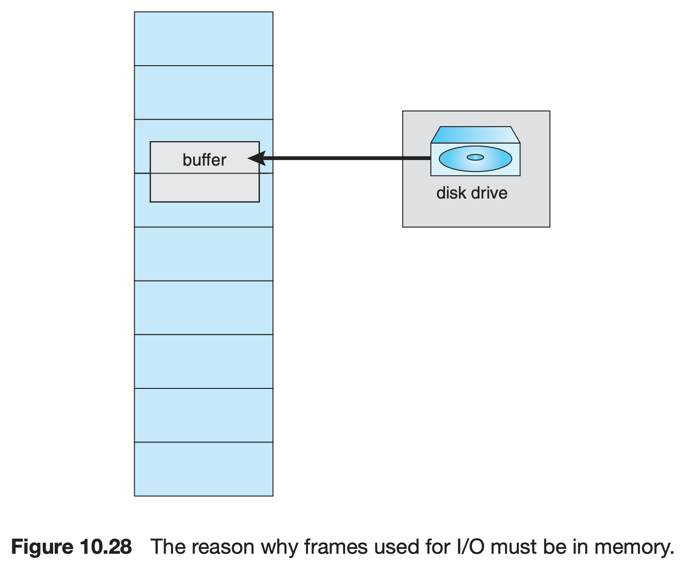 buffer
disk drive
Figure 10.28 The reason why frames used for I/O must be in memory.